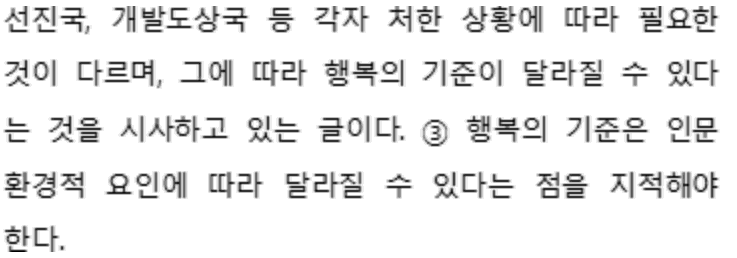 선진국, 개발도상국 등 각자 처한 상황에 따라 필요한
것이 다르며, 그에 따라 행복의 기준이 달라질 수 있다
는 것을 시사하고 있는 글이다. ③ 행복의 기준은 인문
환경적 요인에 따라 달라질 수 있다는 점을 지적해야
한다.